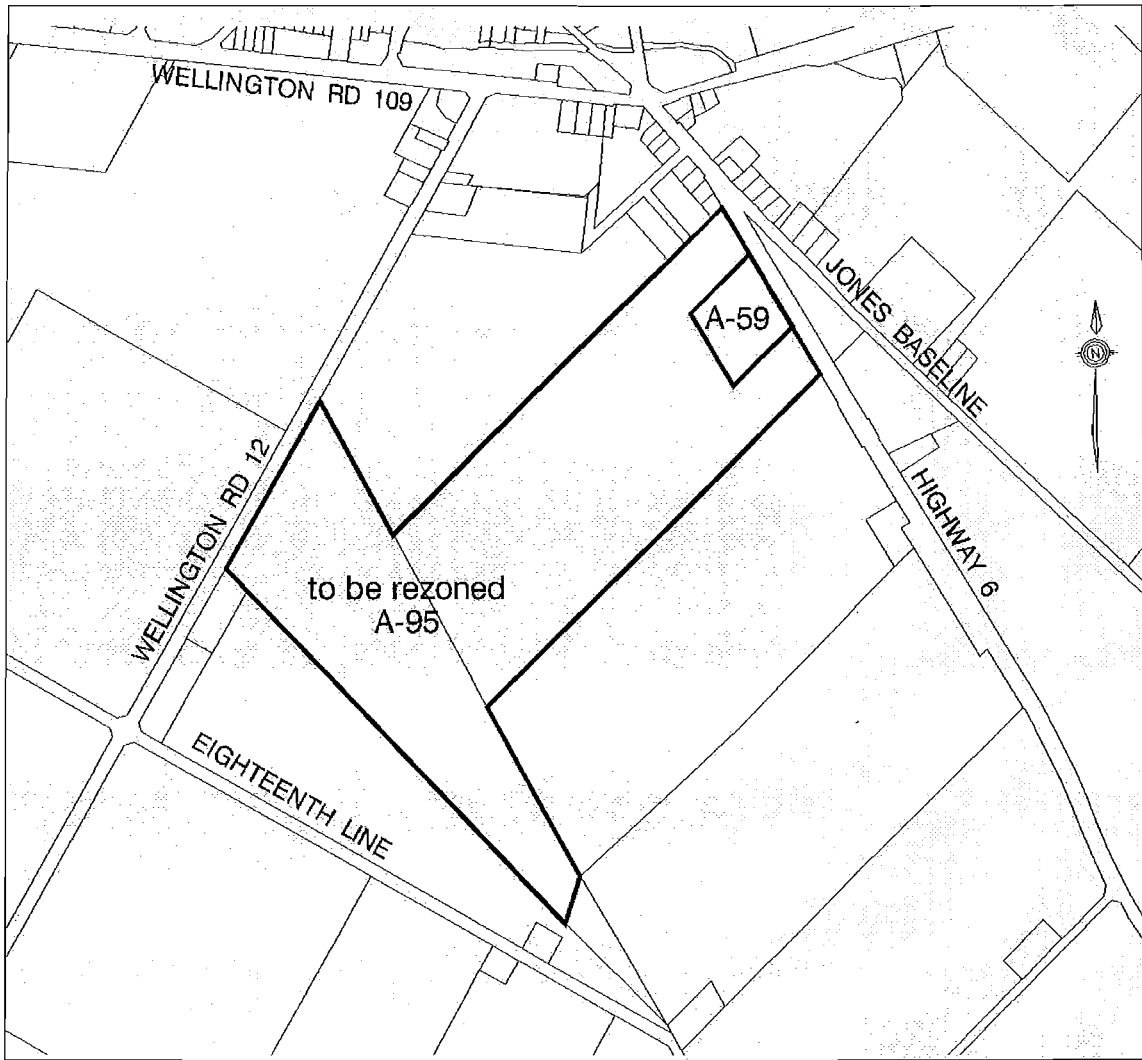 WELLINGTON RD 109
A-59
JONES BASELINE
N
WELLINGTON RD 12
HIGHWAY 6
to be rezoned
A-95
EIGHTEENTH LINE